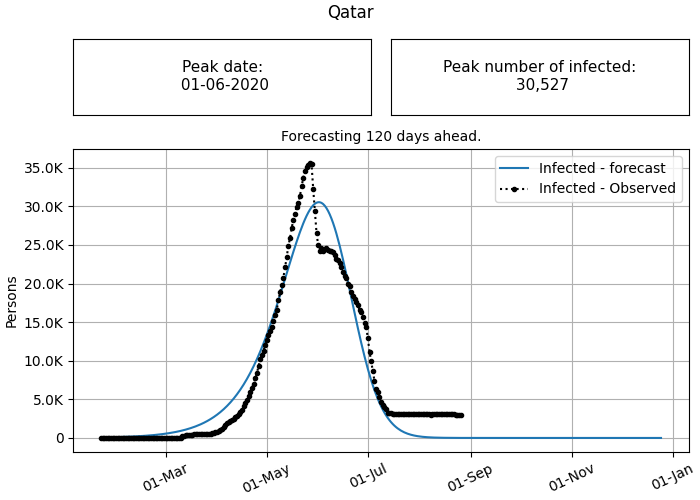 Qatar
Peak date:
01-06-2020
Peak number of infected:
30,527
Forecasting 120 days ahead.
Infected - forecast
Infected - Observed
Persons
35.0K
30.0K
25.0K
20.0K
15.0K
10.0K
5.0K
0
01-Mar
01-May
01-Jul
01-Sep
01-Nov
01-Jan